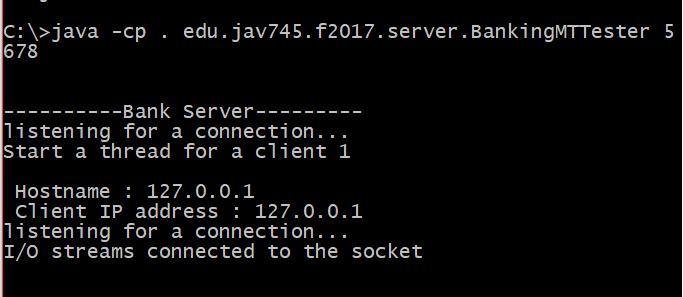 C:\>java -cp . edu.jav745.f2017.server.BankingMTTester 5
678
----------Bank Server---------
listening for a connection...
Start a thread for a client 1
Hostname : 127.0.0.1
Client IP address : 127.0.0.1
listening for a connection...
I/O streams connected to the socket